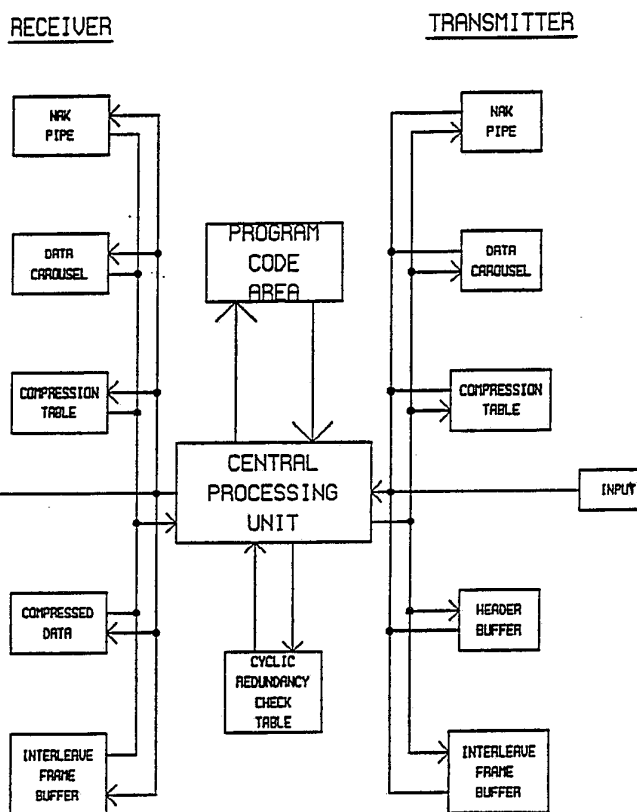 RECEIVER
TRANSMITTER
NAK
PIPE
NAK
PIPE
DATA
CAROUSEL
PROGRAM
CODE
AREA
DATA
CAROUSEL
COMPRESSION
TABLE
COMPRESSION
TABLE
CENTRAL
PROCESSING
UNIT
INPUT
COMPRESSED
DATA
HEADER
BUFFER
CYCLIC
REDUNDANCY
CHECK
TABLE
INTERLEAVE
FRAME
BUFFER
INTERLEAVE
FRAME
BUFFER